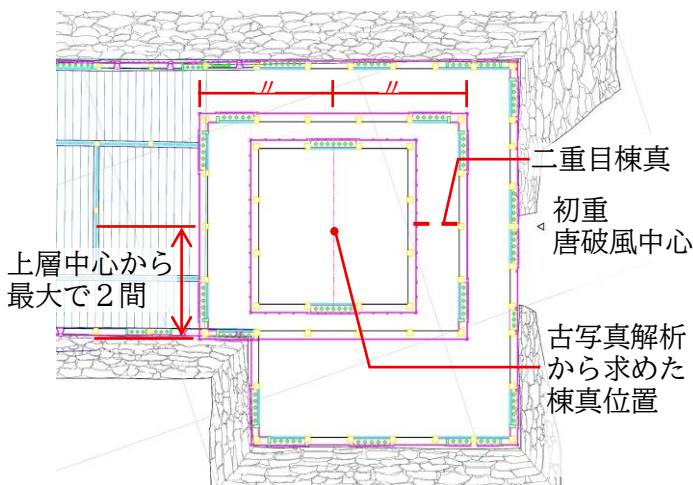 〃
〃
二重目棟真
初重
唐破風中心
上層中心から
最大で２間
古写真解析
から求めた
棟真位置